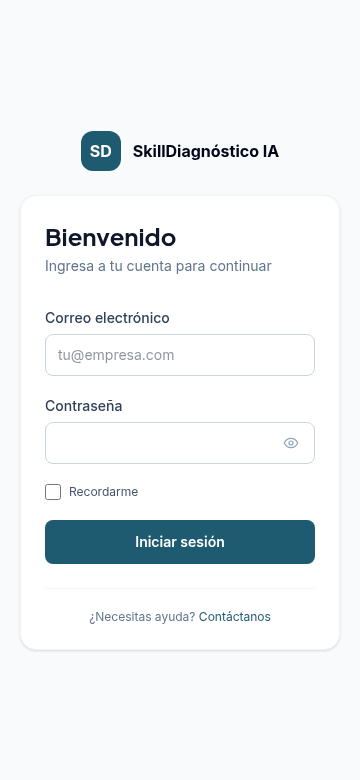 SD
SkillDiagnóstico IA
Bienvenido
Ingresa a tu cuenta para continuar
Correo electrónico
tu@empresa.com
Contraseña
Recordarme
Iniciar sesión
¿Necesitas ayuda? Contáctanos